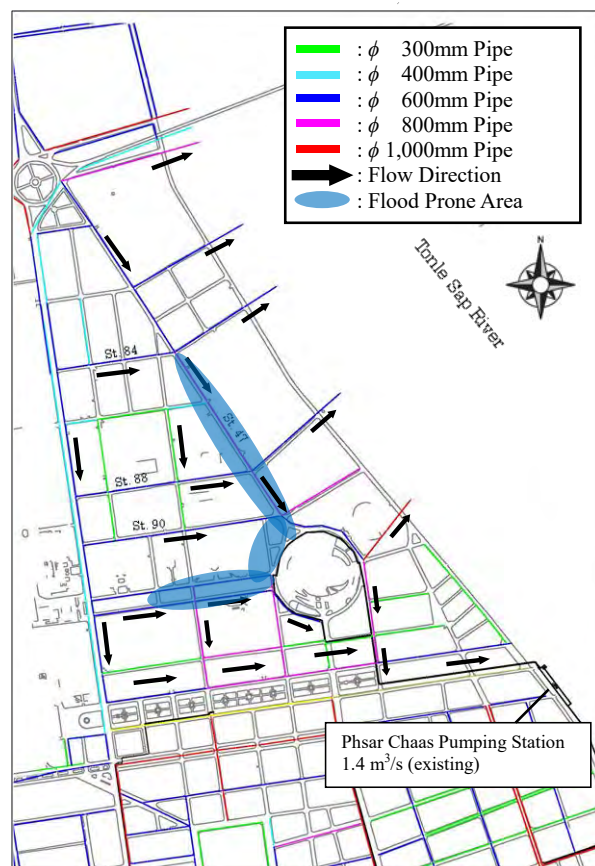 : ϕ 300mm Pipe
: ϕ 400mm Pipe
: ϕ 600mm Pipe
: ϕ 800mm Pipe
: ϕ 1,000mm Pipe
: Flow Direction
: Flood Prone Area
N
Tonle Sap River
St. 84
St. 47
St. 88
St. 90
Phsar Chaas Pumping Station
1.4 m³/s (existing)